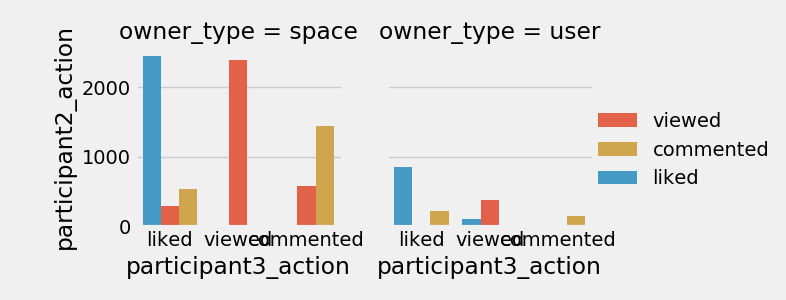 owner_type = space
owner_type = user
participant2_action
2000
1000
0
liked
viewed
commented
liked
viewed
commented
participant3_action
participant3_action
viewed
commented
liked